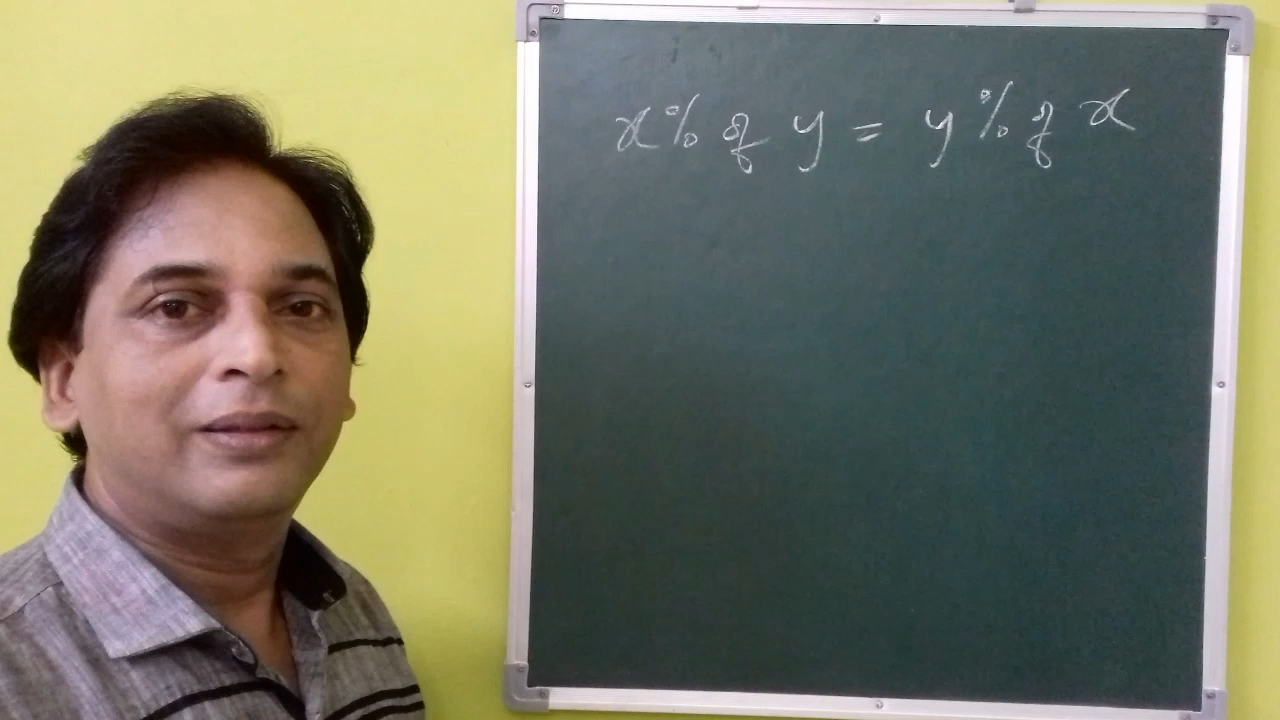 x% of y = y% of x